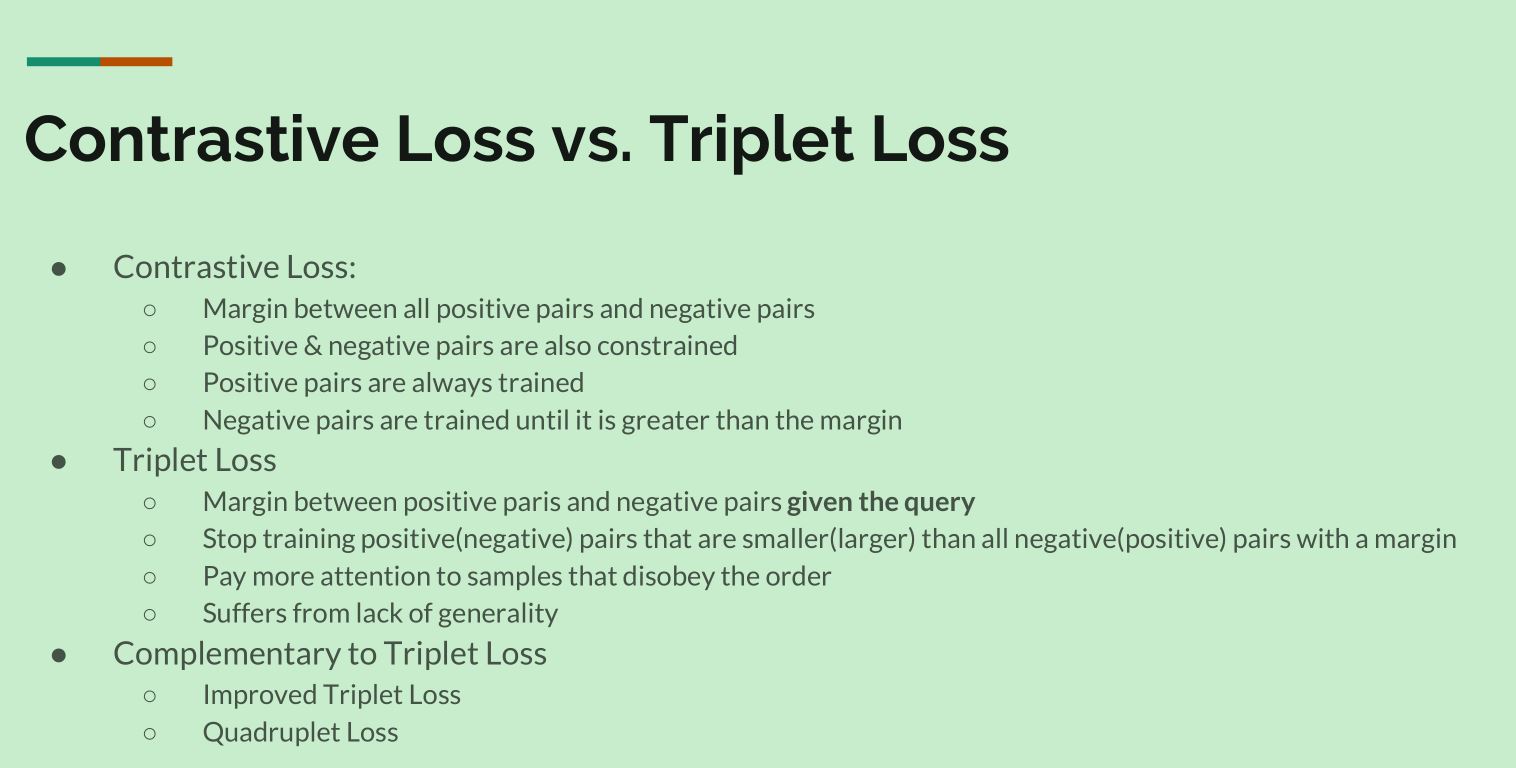 Contrastive Loss vs. Triplet Loss
● Contrastive Loss:
○ Margin between all positive pairs and negative pairs
○ Positive & negative pairs are also constrained
○ Positive pairs are always trained
○ Negative pairs are trained until it is greater than the margin
● Triplet Loss
○ Margin between positive paris and negative pairs given the query
○ Stop training positive(negative) pairs that are smaller(larger) than all negative(positive) pairs with a margin
○ Pay more attention to samples that disobey the order
○ Suffers from lack of generality
● Complementary to Triplet Loss
○ Improved Triplet Loss
○ Quadruplet Loss